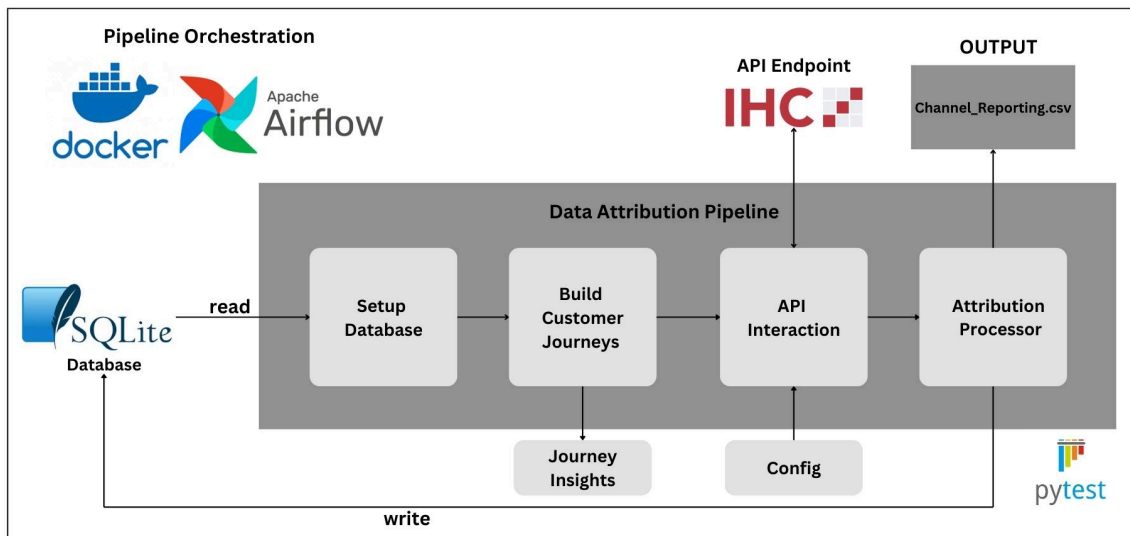 Pipeline Orchestration
docker
Apache
Airflow
API Endpoint
IHC
OUTPUT
Channel_Reporting.csv
Data Attribution Pipeline
SQLite
Database
read
Setup
Database
Build
Customer
Journeys
API
Interaction
Attribution
Processor
Journey
Insights
Config
pytest
write